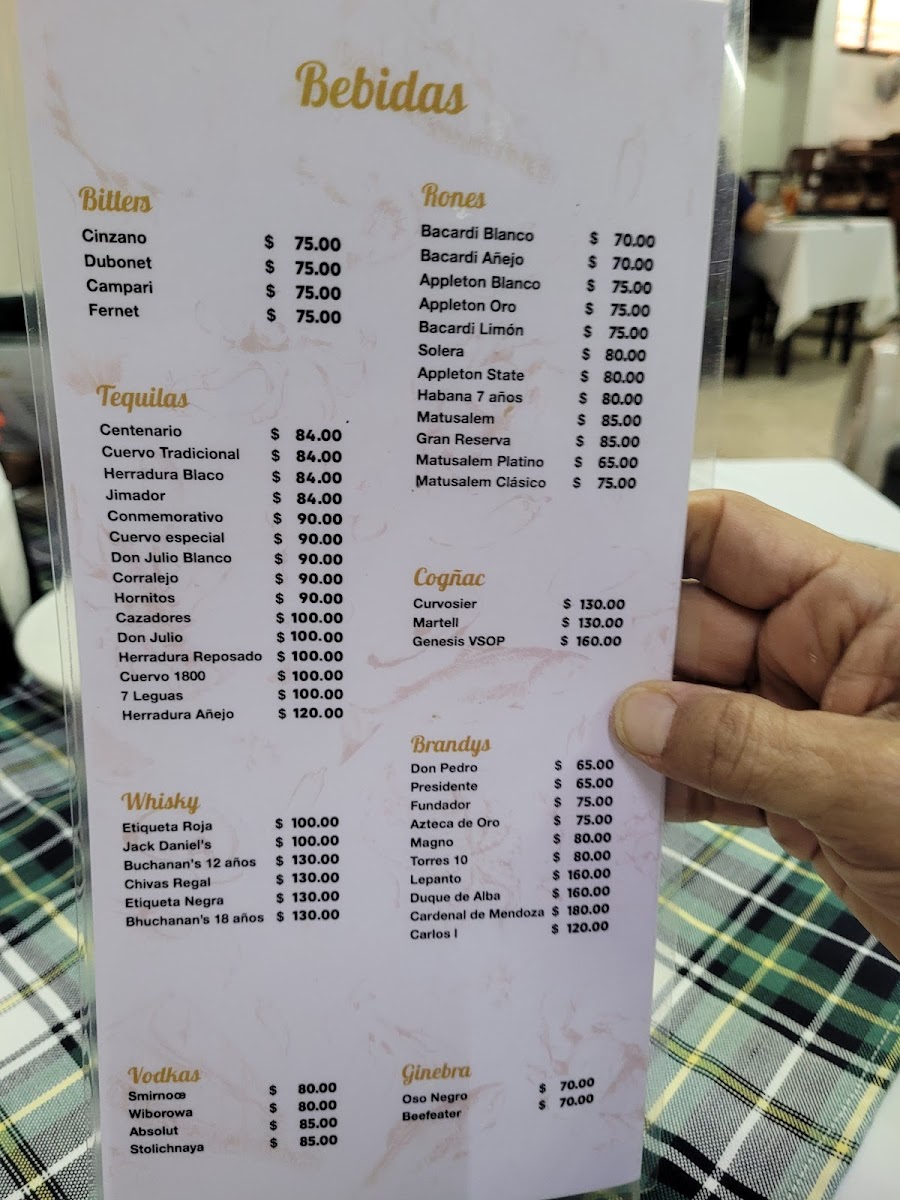 Bebidas
Bitters
Cinzano $ 75.00
Dubonet $ 75.00
Campari $ 75.00
Fernet $ 75.00
Tequilas
Centenario $ 84.00
Cuervo Tradicional $ 84.00
Herradura Blaco $ 84.00
Jimador $ 84.00
Conmemorativo $ 90.00
Cuervo especial $ 90.00
Don Julio Blanco $ 90.00
Corralejo $ 90.00
Hornitos $ 90.00
Cazadores $ 100.00
Don Julio $ 100.00
Herradura Reposado $ 100.00
Cuervo 1800 $ 100.00
7 Leguas $ 100.00
Herradura Añejo $ 120.00
Whisky
Etiqueta Roja $ 100.00
Jack Daniel's $ 100.00
Buchanan's 12 años $ 130.00
Chivas Regal $ 130.00
Etiqueta Negra $ 130.00
Bhuchanan's 18 años $ 130.00
Vodkas
Smirnoœ $ 80.00
Wiborowa $ 80.00
Absolut $ 85.00
Stolichnaya $ 85.00
Rones
Bacardi Blanco $ 70.00
Bacardi Añejo $ 70.00
Appleton Blanco $ 75.00
Appleton Oro $ 75.00
Bacardi Limón $ 75.00
Solera $ 80.00
Appleton State $ 80.00
Habana 7 años $ 80.00
Matusalem $ 85.00
Gran Reserva $ 85.00
Matusalem Platino $ 65.00
Matusalem Clásico $ 75.00
Cogñac
Curvosier $ 130.00
Martell $ 130.00
Genesis VSOP $ 160.00
Brandys
Don Pedro $ 65.00
Presidente $ 65.00
Fundador $ 75.00
Azteca de Oro $ 75.00
Magno $ 80.00
Torres 10 $ 80.00
Lepanto $ 160.00
Duque de Alba $ 160.00
Cardenal de Mendoza $ 180.00
Carlos I $ 120.00
Ginebra
Oso Negro $ 70.00
Beefeater $ 70.00